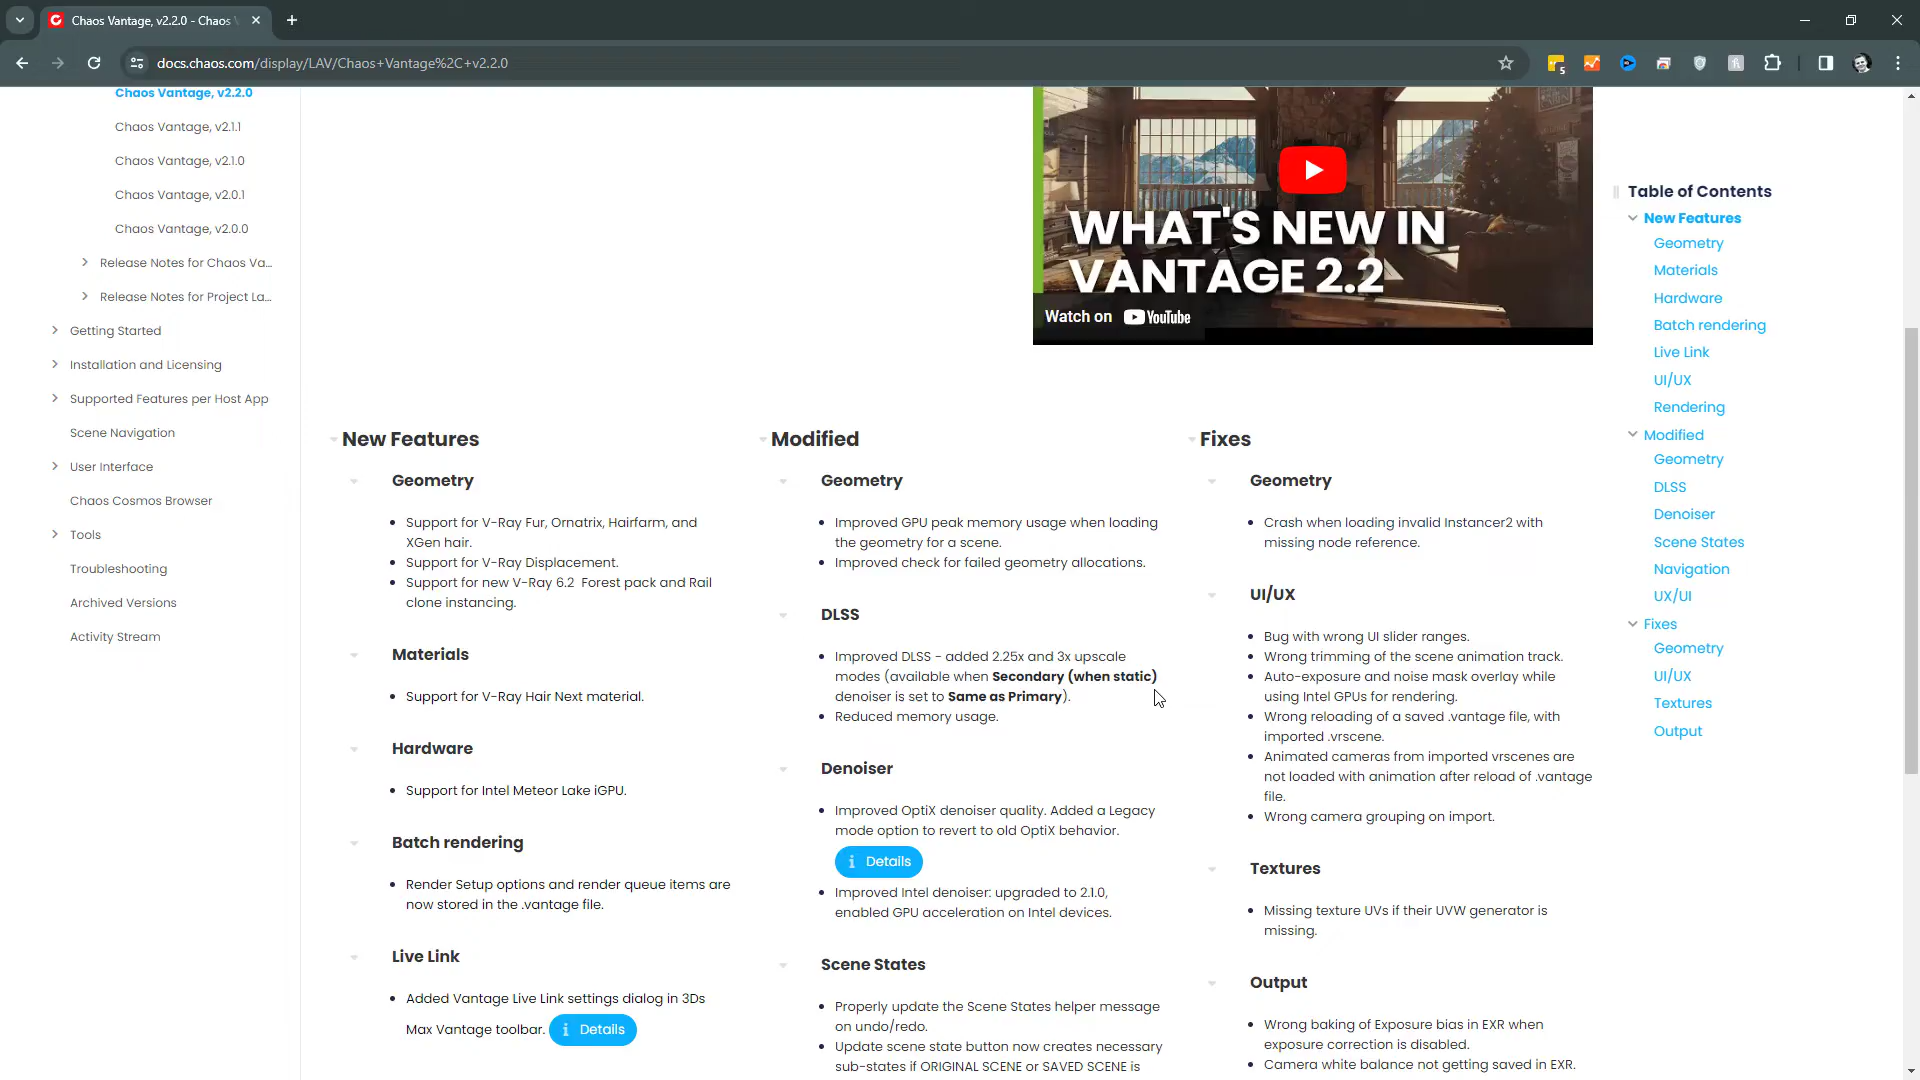 Chaos Vantage, v2.2.0 - Chaos V
docs.chaos.com/display/LAV/Chaos+Vantage%2C+v2.2.0
5
Chaos Vantage, v2.2.0
Chaos Vantage, v2.1.1
Chaos Vantage, v2.1.0
Chaos Vantage, v2.0.1
Chaos Vantage, v2.0.0
Release Notes for Chaos Va...
Release Notes for Project La...
Getting Started
Installation and Licensing
Supported Features per Host App
Scene Navigation
User Interface
Chaos Cosmos Browser
Tools
Troubleshooting
Archived Versions
Activity Stream
WHAT'S NEW IN
VANTAGE 2.2
Watch on YouTube
New Features
Geometry
Support for V-Ray Fur, Ornatrix, Hairfarm, and
XGen hair.
Support for V-Ray Displacement.
Support for new V-Ray 6.2 Forest pack and Rail
clone instancing.
Materials
Support for V-Ray Hair Next material.
Hardware
Support for Intel Meteor Lake iGPU.
Batch rendering
Render Setup options and render queue items are
now stored in the .vantage file.
Live Link
Added Vantage Live Link settings dialog in 3Ds
Max Vantage toolbar. Details
Modified
Geometry
Improved GPU peak memory usage when loading
the geometry for a scene.
Improved check for failed geometry allocations.
DLSS
Improved DLSS - added 2.25x and 3x upscale
modes (available when Secondary (when static)
denoiser is set to Same as Primary).
Reduced memory usage.
Denoiser
Improved OptiX denoiser quality. Added a Legacy
mode option to revert to old OptiX behavior.
Details
Improved Intel denoiser: upgraded to 2.1.0,
enabled GPU acceleration on Intel devices.
Scene States
Properly update the Scene States helper message
on undo/redo.
Update scene state button now creates necessary
sub-states if ORIGINAL SCENE or SAVED SCENE is
Fixes
Geometry
Crash when loading invalid Instancer2 with
missing node reference.
UI/UX
Bug with wrong UI slider ranges.
Wrong trimming of the scene animation track.
Auto-exposure and noise mask overlay while
using Intel GPUs for rendering.
Wrong reloading of a saved .vantage file, with
imported .vrscene.
Animated cameras from imported vrscenes are
not loaded with animation after reload of .vantage
file.
Wrong camera grouping on import.
Textures
Missing texture UVs if their UVW generator is
missing.
Output
Wrong baking of Exposure bias in EXR when
exposure correction is disabled.
Camera white balance not getting saved in EXR.
Table of Contents
New Features
Geometry
Materials
Hardware
Batch rendering
Live Link
UI/UX
Rendering
Modified
Geometry
DLSS
Denoiser
Scene States
Navigation
UX/UI
Fixes
Geometry
UI/UX
Textures
Output